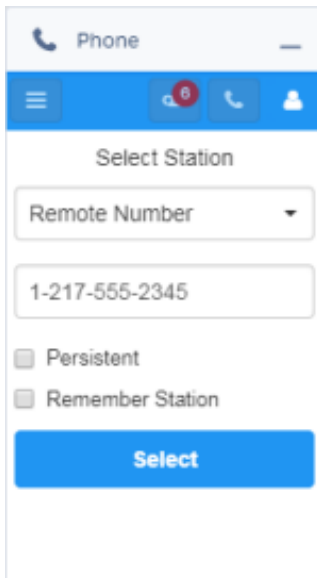 Phone
6
Select Station
Remote Number
1-217-555-2345
Persistent
Remember Station
Select